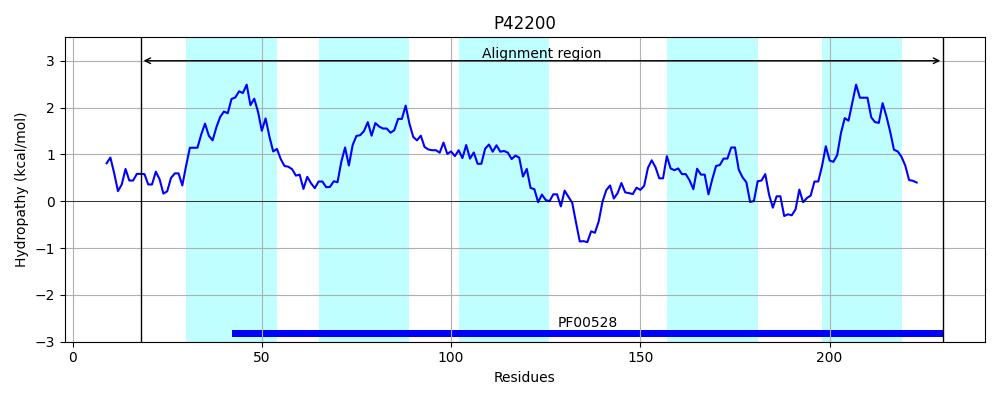 P42200
Alignment region
3
2
1
0
−1
−2
−3
Hydropathy (kcal/mol)
PF00528
0 50 100 150 200
Residues